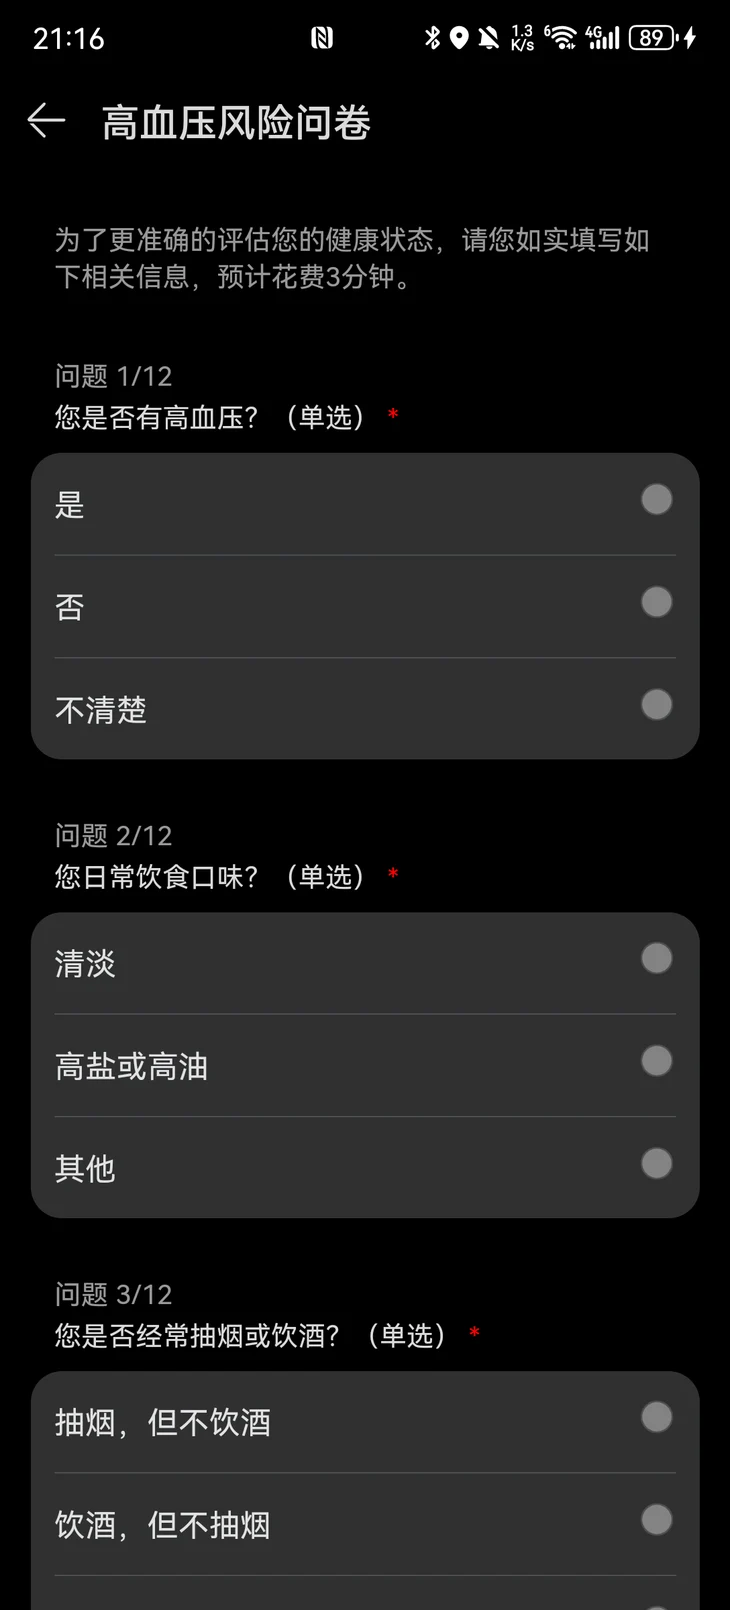 21:16
1.3 K/s
6
4G
89
高血压风险问卷
为了更准确的评估您的健康状态，请您如实填写如
下相关信息，预计花费3分钟。
问题 1/12
您是否有高血压？（单选） *
是
否
不清楚
问题 2/12
您日常饮食口味？（单选） *
清淡
高盐或高油
其他
问题 3/12
您是否经常抽烟或饮酒？（单选） *
抽烟，但不饮酒
饮酒，但不抽烟